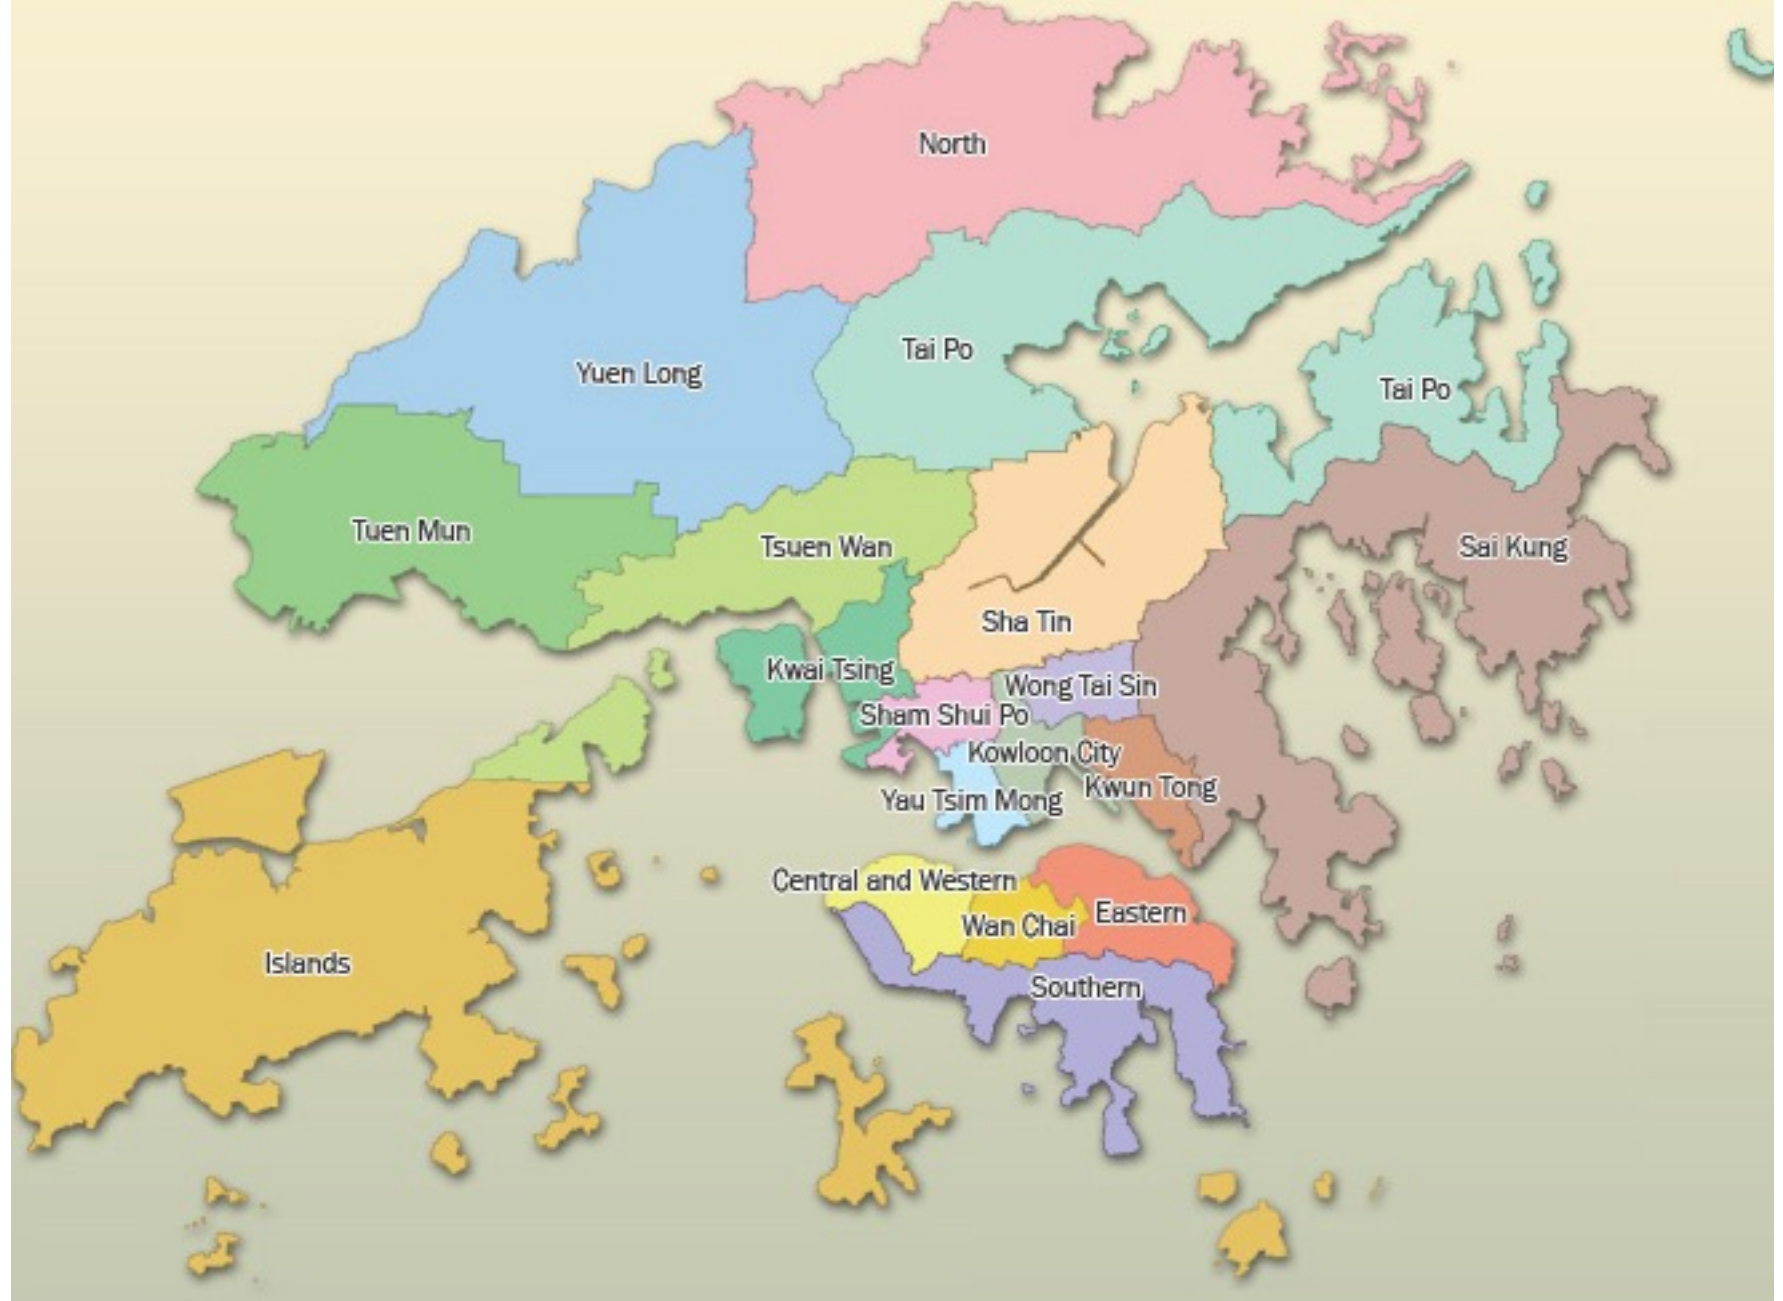 North
Tai Po
Yuen Long
Tai Po
Tuen Mun
Tsuen Wan
Sai Kung
Sha Tin
Kwai Tsing
Wong Tai Sin
Sham Shui Po
Kowloon City
Kwun Tong
Yau Tsim Mong
Central and Western
Eastern
Wan Chai
Islands
Southern